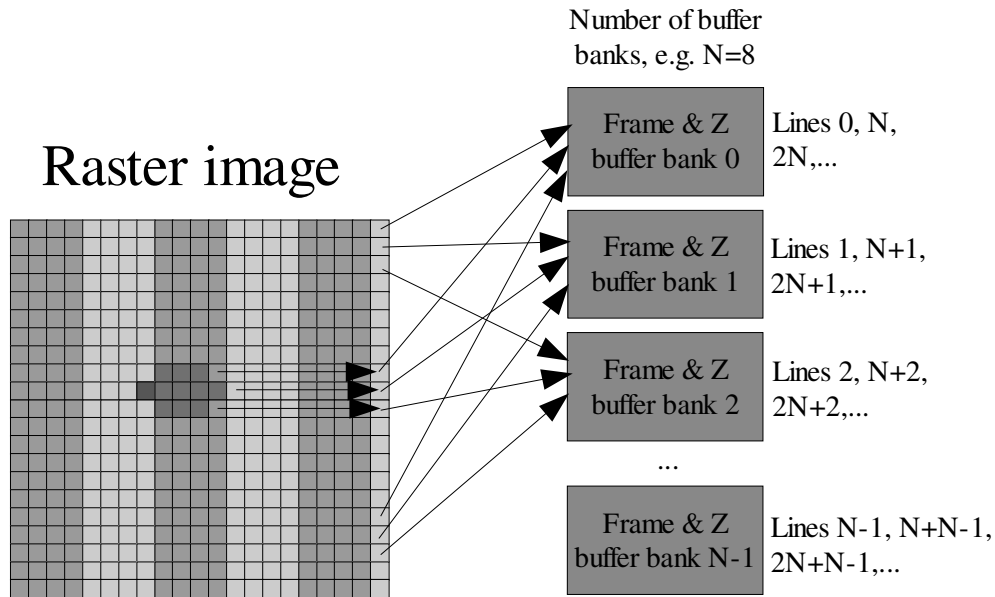 Number of buffer
banks, e.g. N=8
Raster image
Frame & Z
buffer bank 0
Lines 0, N,
2N,...
Frame & Z
buffer bank 1
Lines 1, N+1,
2N+1,...
Frame & Z
buffer bank 2
Lines 2, N+2,
2N+2,...
...
Frame & Z
buffer bank N-1
Lines N-1, N+N-1,
2N+N-1,...